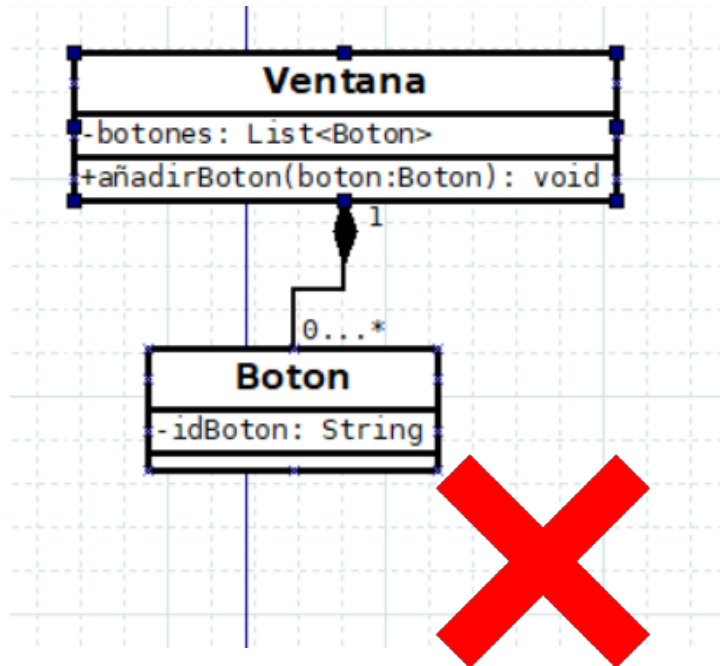 Ventana
-botones: List<Boton>
+añadirBoton(boton:Boton): void
1
0...*
Boton
-idBoton: String